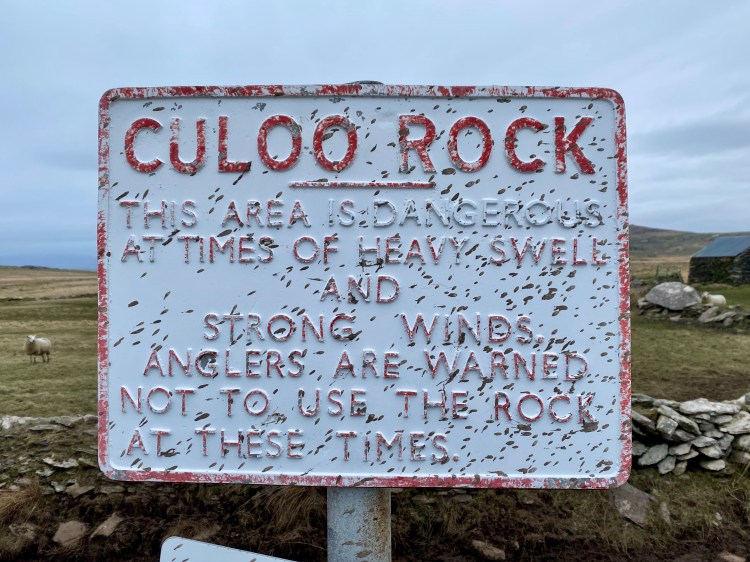 CULOO ROCK
THIS AREA IS DANGEROUS
AT TIMES OF HEAVY SWELL
AND
STRONG WINDS.
ANGLERS ARE WARNED
NOT TO USE THE ROCK
AT THESE TIMES.